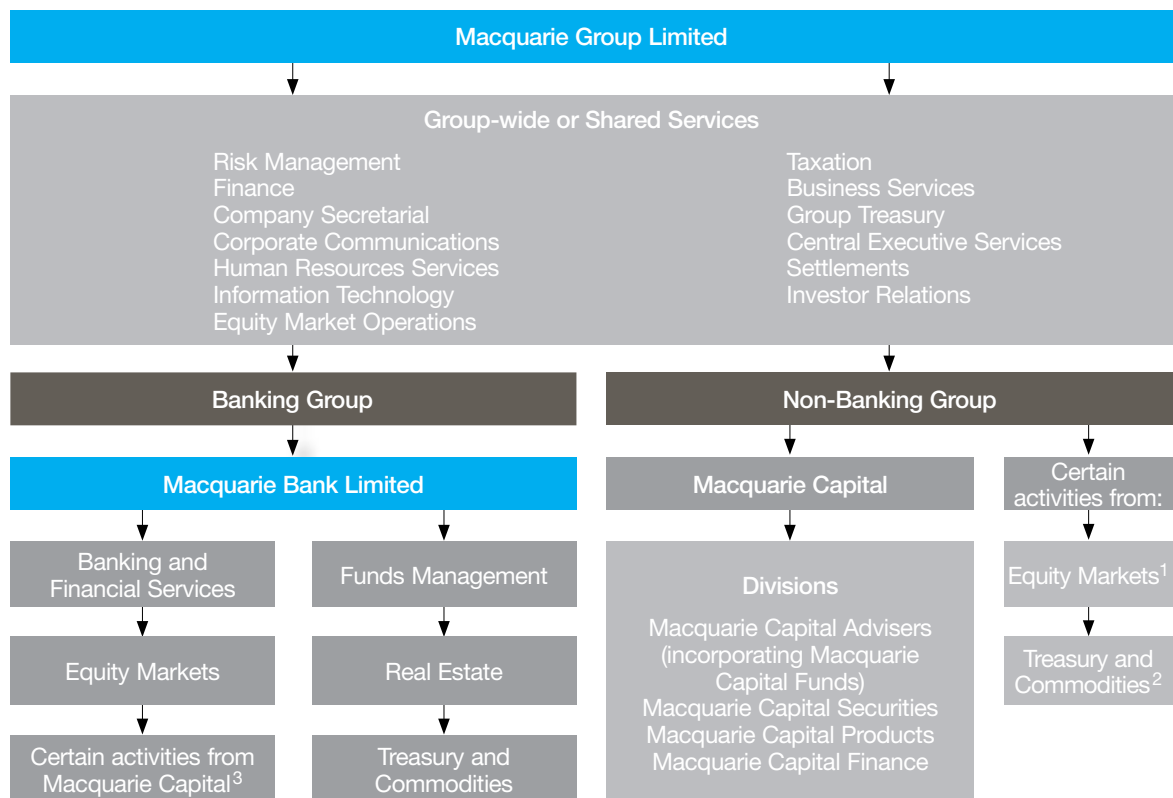 Macquarie Group Limited
Group-wide or Shared Services
Risk Management
Finance
Company Secretarial
Corporate Communications
Human Resources Services
Information Technology
Equity Market Operations
Taxation
Business Services
Group Treasury
Central Executive Services
Settlements
Investor Relations
Banking Group
Non-Banking Group
Macquarie Bank Limited
Banking and
Financial Services
Equity Markets
Certain activities from
Macquarie Capital³
Funds Management
Real Estate
Treasury and
Commodities
Macquarie Capital
Divisions
Macquarie Capital Advisers
(incorporating Macquarie
Capital Funds)
Macquarie Capital Securities
Macquarie Capital Products
Macquarie Capital Finance
Certain
activities from:
Equity Markets¹
Treasury and
Commodities²